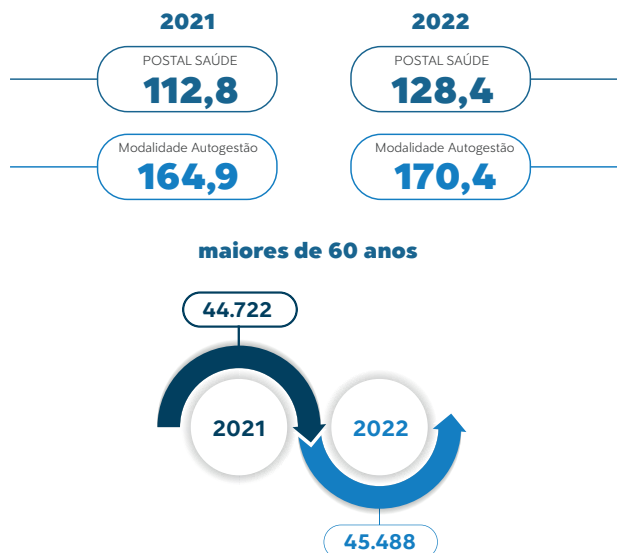 2021
2022
POSTAL SAÚDE
112,8
POSTAL SAÚDE
128,4
Modalidade Autogestão
164,9
Modalidade Autogestão
170,4
maiores de 60 anos
44.722
2021
2022
45.488